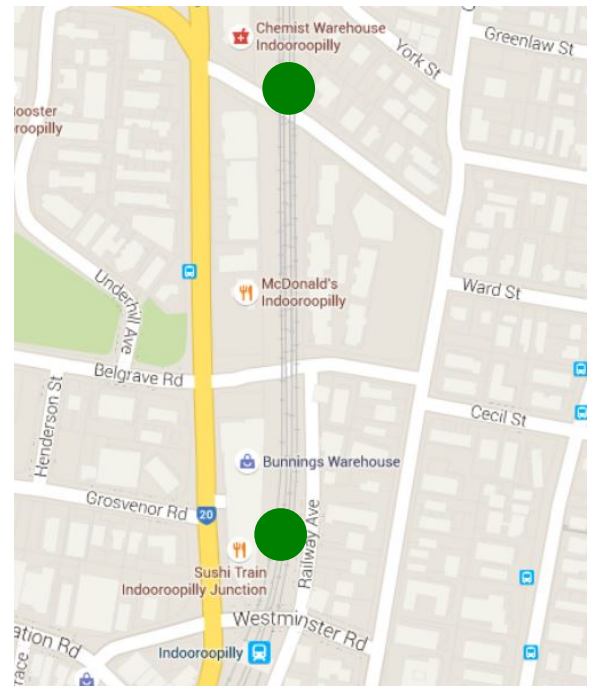 Chemist Warehouse
Indooroopilly
York St
Greenlaw St
ooster
roopilly
McDonald's
Indooroopilly
Ward St
Underhill Ave
Belgrave Rd
Henderson St
Cecil St
Bunnings Warehouse
Grosvenor Rd
20
Railway Ave
Sushi Train
Indooroopilly Junction
Westminster Rd
ation Rd
Indooroopilly
race